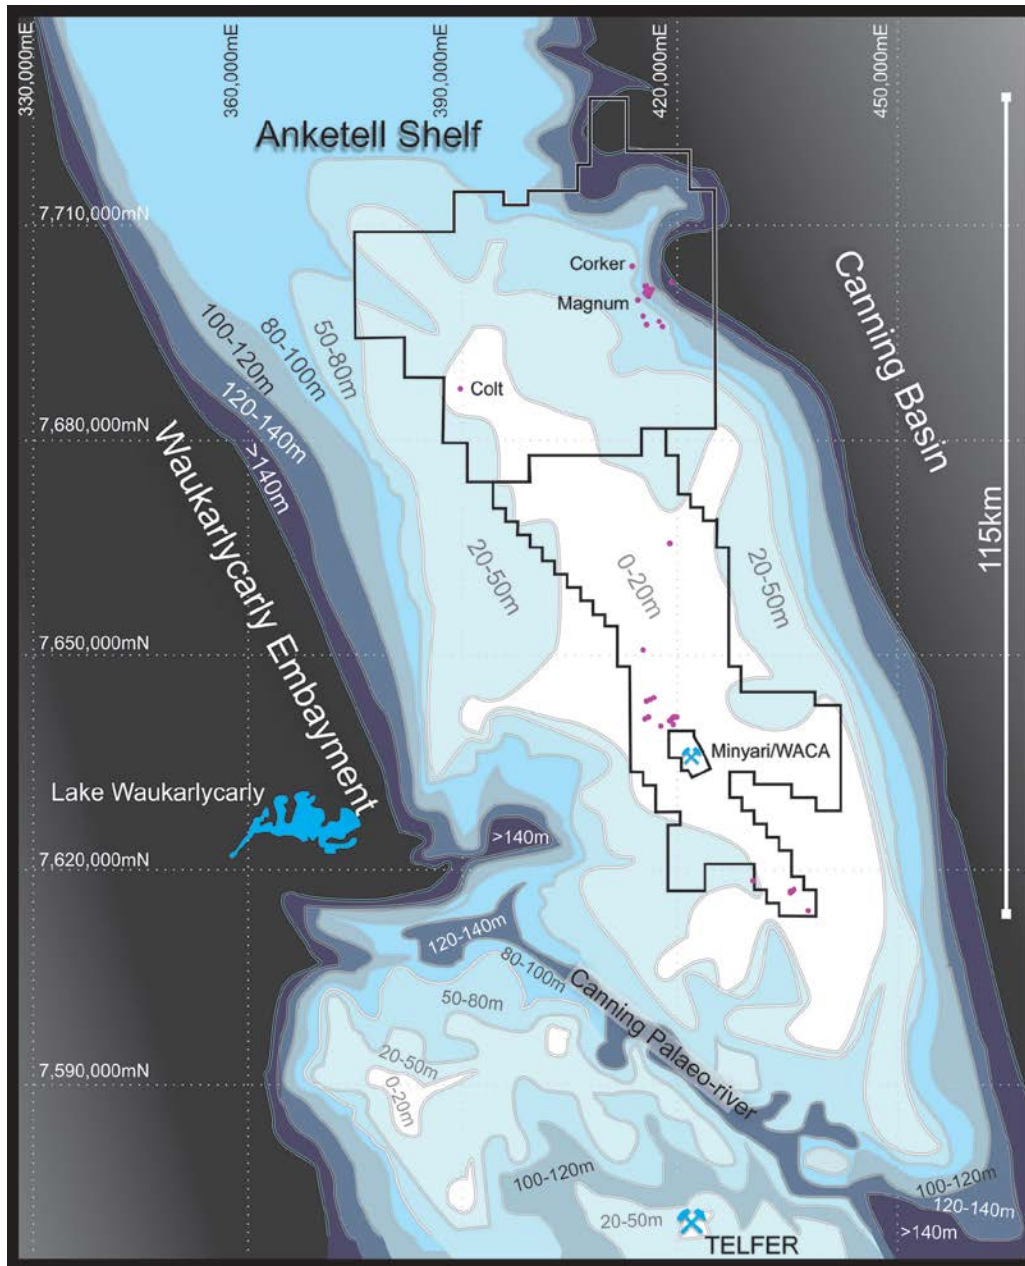 330,000mE
360,000mE
390,000mE
420,000mE
450,000mE
Anketell Shelf
7,710,000mN
Corker
Magnum
Canning Basin
100-120m
80-100m
50-80m
120-140m
>140m
Colt
7,680,000mN
Waukarlycarly Embayment
115km
20-50m
0-20m
20-50m
7,650,000mN
Minyari/WACA
Lake Waukarlycarly
>140m
7,620,000mN
120-140m
80-100m
50-80m
Canning Palaeo-river
20-50m
0-20m
7,590,000mN
100-120m
100-120m
120-140m
>140m
20-50m
TELFER